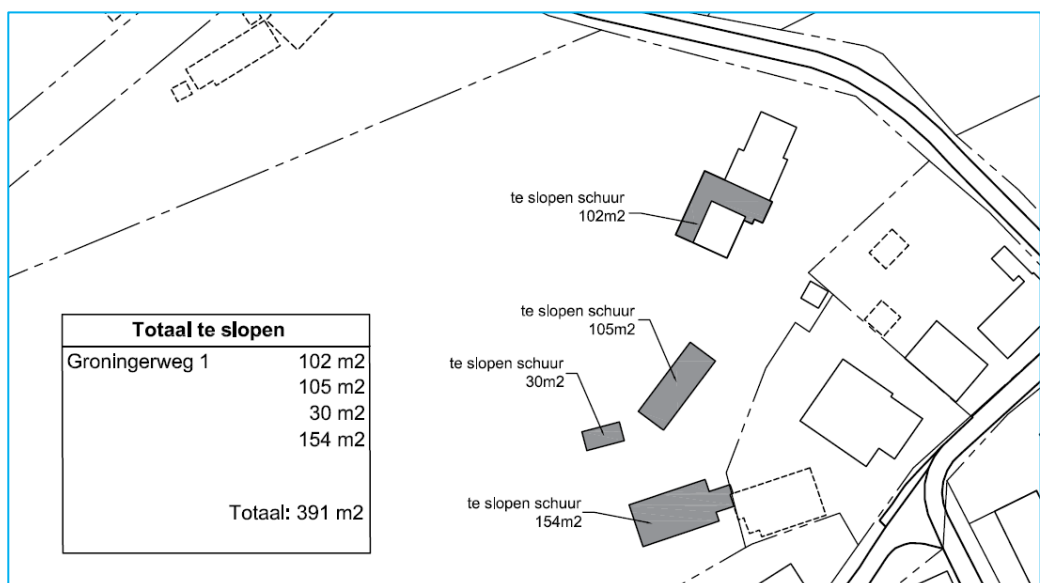 te slopen schuur
102m2
te slopen schuur
105m2
te slopen schuur
30m2
te slopen schuur
154m2
Totaal te slopen
Groningerweg 1 102 m2
105 m2
30 m2
154 m2
Totaal: 391 m2